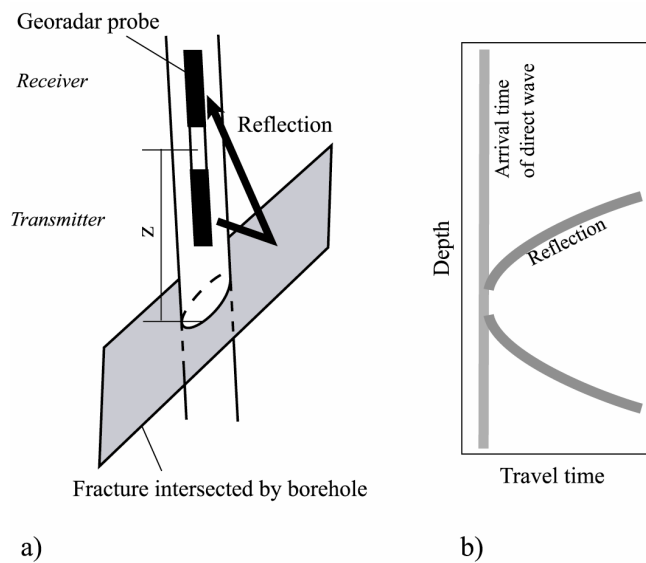 Georadar probe
Receiver
Reflection
Transmitter
z
Fracture intersected by borehole
a)
Depth
Arrival time
of direct wave
Reflection
Travel time
b)